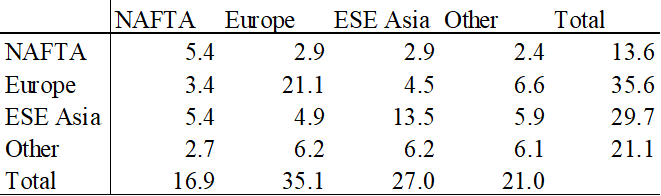 NAFTA Europe ESE Asia Other Total
NAFTA 5.4 2.9 2.9 2.4 13.6
Europe 3.4 21.1 4.5 6.6 35.6
ESE Asia 5.4 4.9 13.5 5.9 29.7
Other 2.7 6.2 6.2 6.1 21.1
Total 16.9 35.1 27.0 21.0